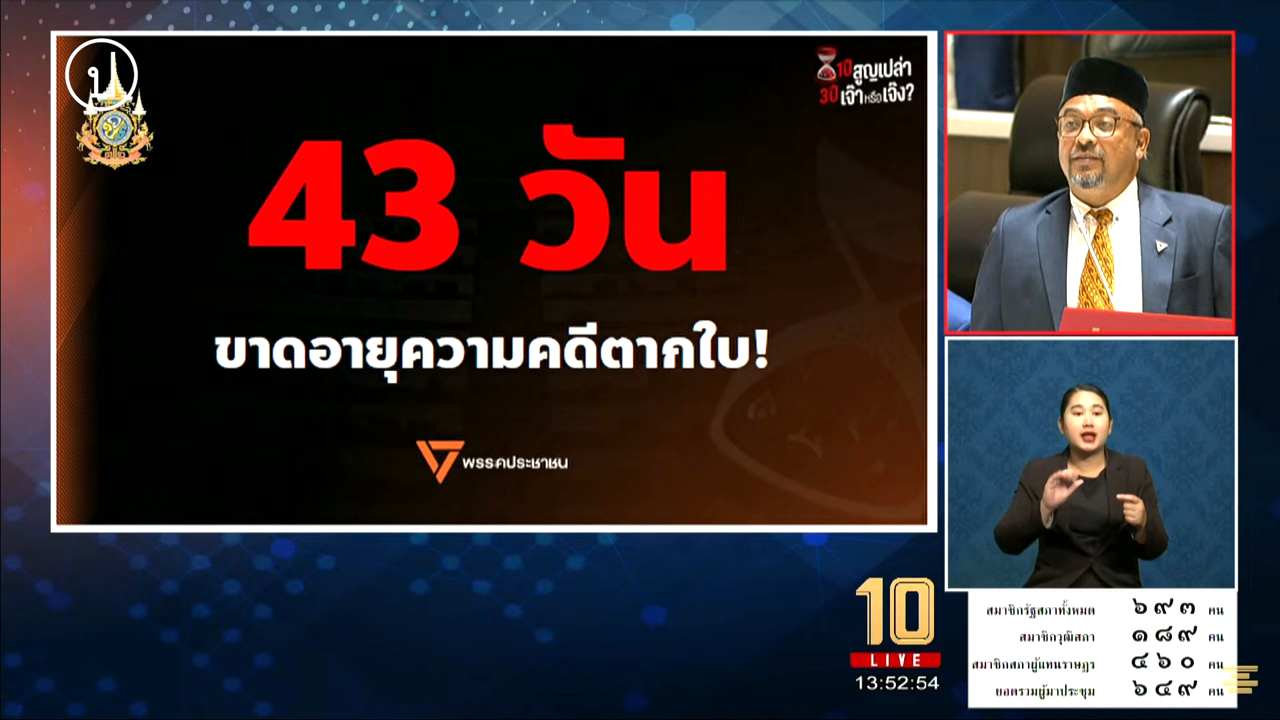 บ
๑๐
1ปี สูญเปล่า
3ปี เจ๊าหรือเจ๊ง?
43 วัน
ขาดอายุความคดีตากใบ!
พรรคประชาชน
10
LIVE
13:52:54
สมาชิกรัฐสภาทั้งหมด ๖๙๓ คน
สมาชิกวุฒิสภา ๑๘๙ คน
สมาชิกสภาผู้แทนราษฎร ๔๖๐ คน
ยอดรวมผู้มาประชุม ๖๔๙ คน